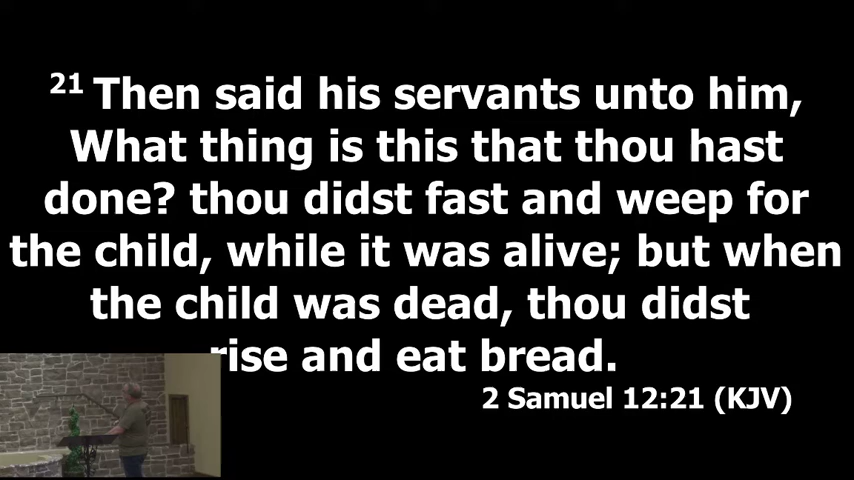 21 Then said his servants unto him,
What thing is this that thou hast
done? thou didst fast and weep for
the child, while it was alive; but when
the child was dead, thou didst
rise and eat bread.
2 Samuel 12:21 (KJV)